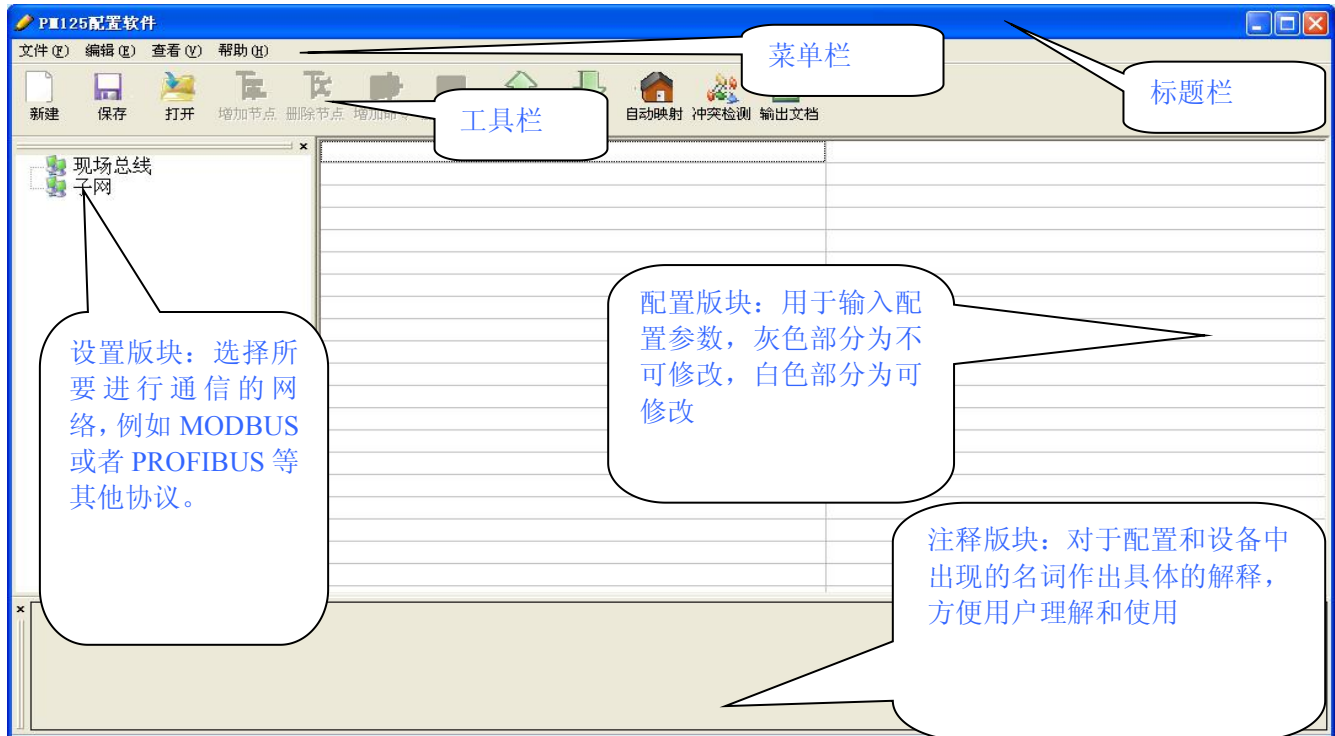 PM125配置软件
文件(F) 编辑(E) 查看(V) 帮助(H)
菜单栏
标题栏
新建 保存 打开 增加节点 删除节点 自动映射 冲突检测 输出文档
工具栏
现场总线
子网
配置版块：用于输入配
置参数，灰色部分为不
可修改，白色部分为可
修改
设置版块：选择所
要进行通信的网
络，例如 MODBUS
或者 PROFIBUS 等
其他协议。
注释版块：对于配置和设备中
出现的名词作出具体的解释，
方便用户理解和使用